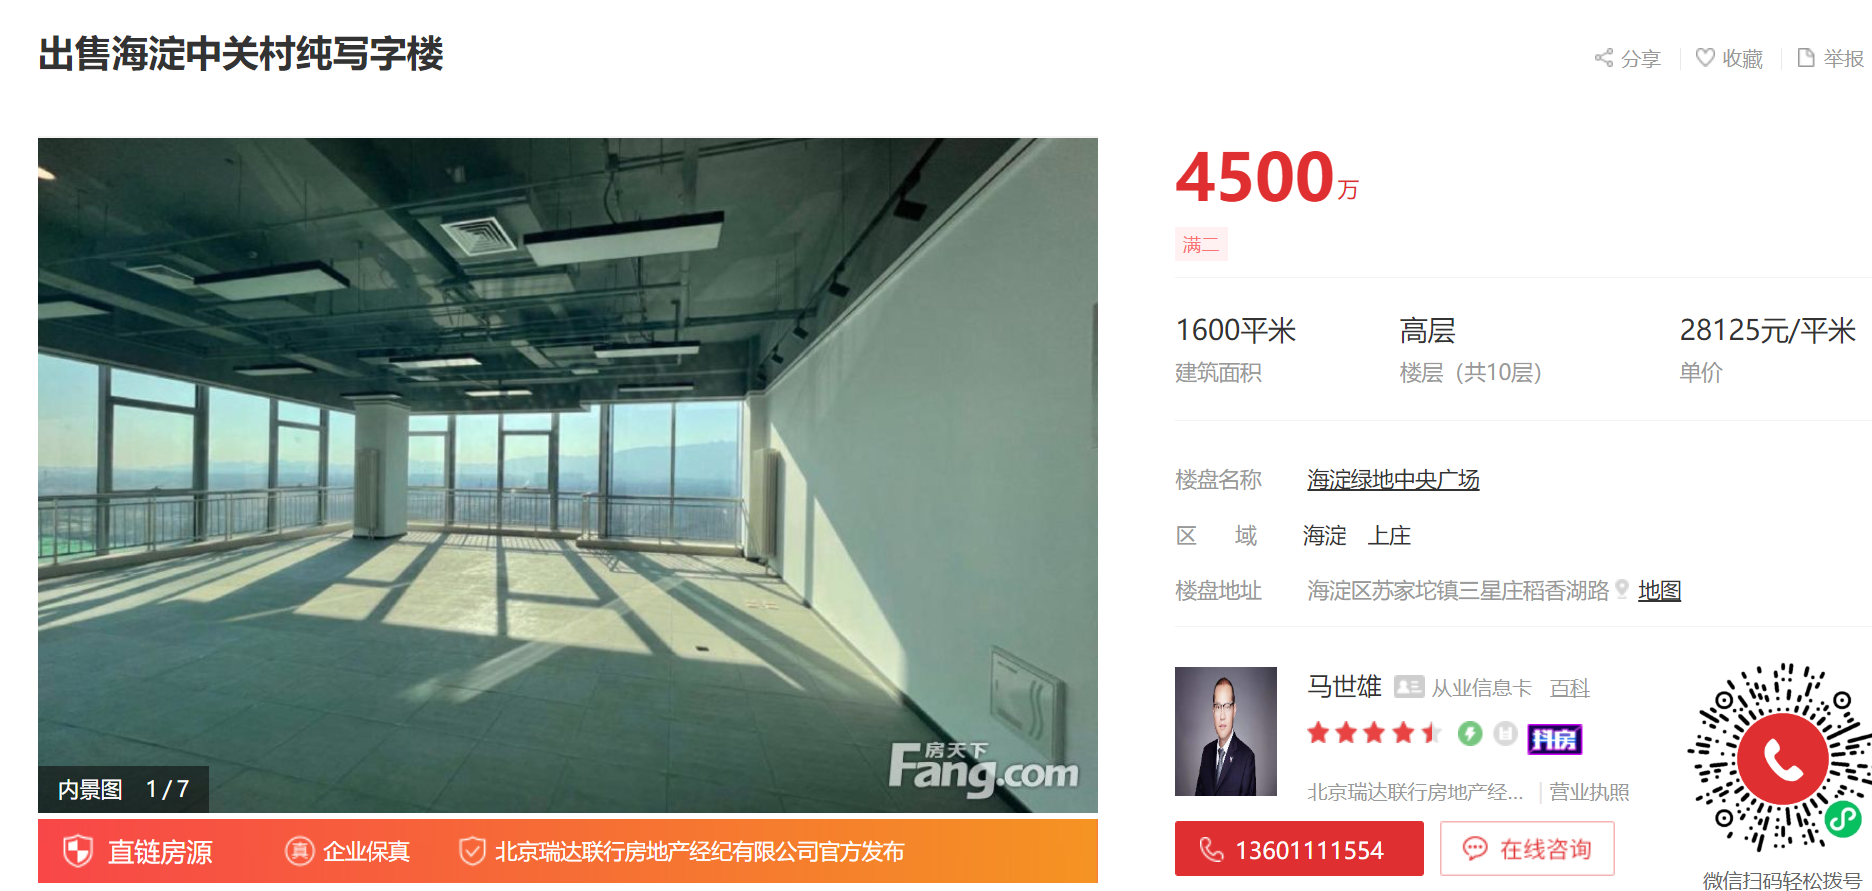 出售海淀中关村纯写字楼
分享 收藏 举报
4500万
满二
1600平米 高层 28125元/平米
建筑面积 楼层（共10层） 单价
楼盘名称 海淀绿地中央广场
区 域 海淀 上庄
楼盘地址 海淀区苏家坨镇三星庄稻香湖路 地图
马世雄 从业信息卡 百科
抖房
北京瑞达联行房地产经... 营业执照
13601111554 在线咨询
微信扫码轻松拨号
房天下
Fang.com
内景图 1/7
直链房源 真 企业保真 北京瑞达联行房地产经纪有限公司官方发布